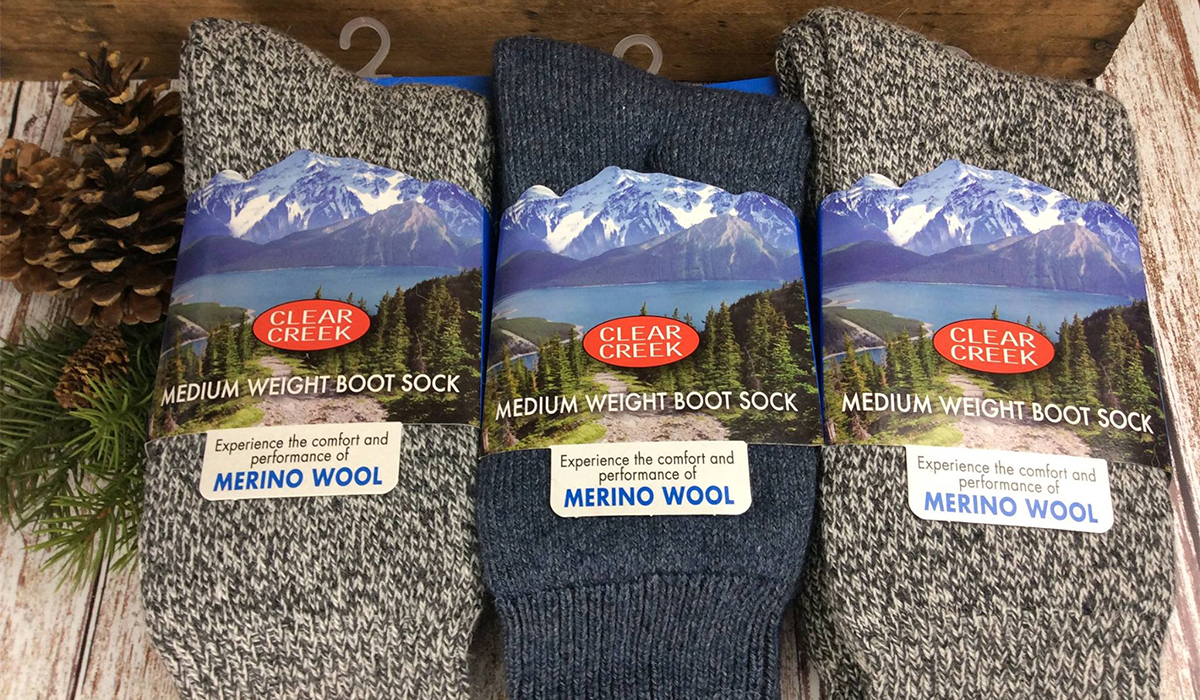 CLEAR
CREEK
MEDIUM WEIGHT BOOT SOCK
Experience the comfort and
performance of
MERINO WOOL
CLEAR
CREEK
MEDIUM WEIGHT BOOT SOCK
Experience the comfort and
performance of
MERINO WOOL
CLEAR
CREEK
MEDIUM WEIGHT BOOT SOCK
Experience the comfort and
performance of
MERINO WOOL